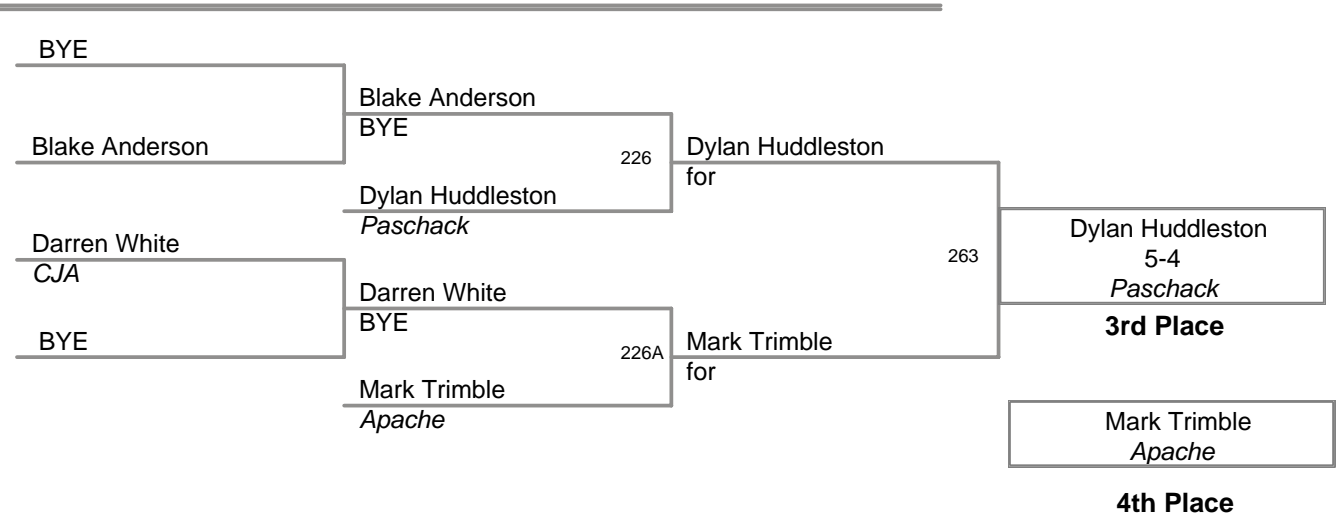 BYE
Blake Anderson
Darren White
CJA
BYE
Blake Anderson
BYE
226
Dylan Huddleston
Paschack
Darren White
BYE
226A
Mark Trimble
Apache
Dylan Huddleston
for
263
Mark Trimble
for
Dylan Huddleston
5-4
Paschack
3rd Place
Mark Trimble
Apache
4th Place